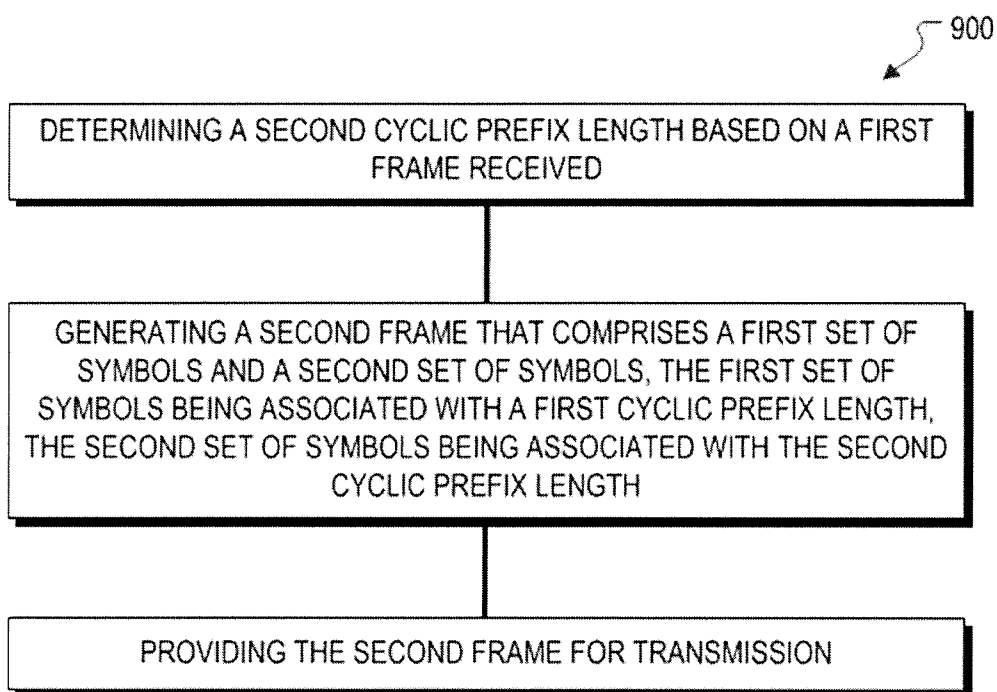 900
DETERMINING A SECOND CYCLIC PREFIX LENGTH BASED ON A FIRST
FRAME RECEIVED
GENERATING A SECOND FRAME THAT COMPRISES A FIRST SET OF
SYMBOLS AND A SECOND SET OF SYMBOLS, THE FIRST SET OF
SYMBOLS BEING ASSOCIATED WITH A FIRST CYCLIC PREFIX LENGTH,
THE SECOND SET OF SYMBOLS BEING ASSOCIATED WITH THE SECOND
CYCLIC PREFIX LENGTH
PROVIDING THE SECOND FRAME FOR TRANSMISSION